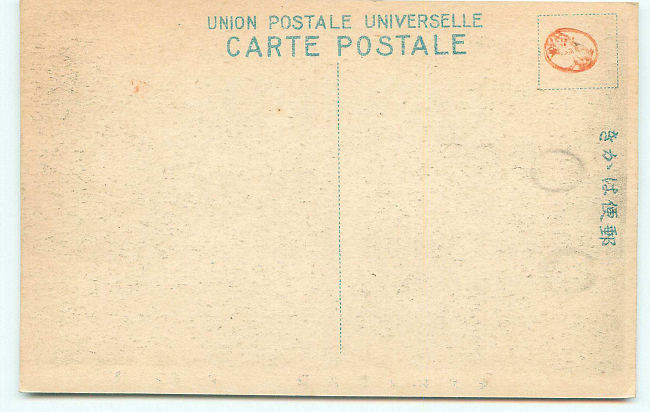 UNION POSTALE UNIVERSELLE
CARTE POSTALE
郵便はかき